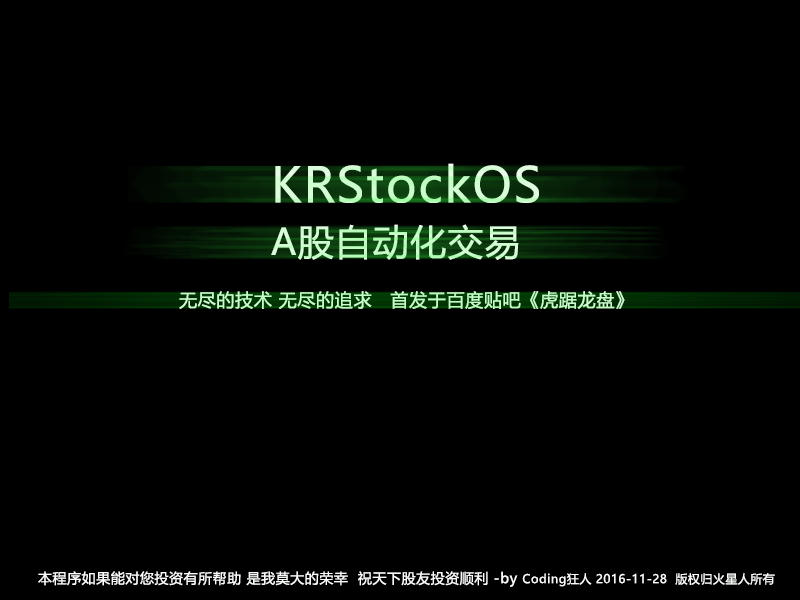 KRStockOS
A股自动化交易
无尽的技术 无尽的追求 首发于百度贴吧《虎踞龙盘》
本程序如果能对您投资有所帮助 是我莫大的荣幸 祝天下股友投资顺利 -by Coding狂人 2016-11-28 版权归火星人所有